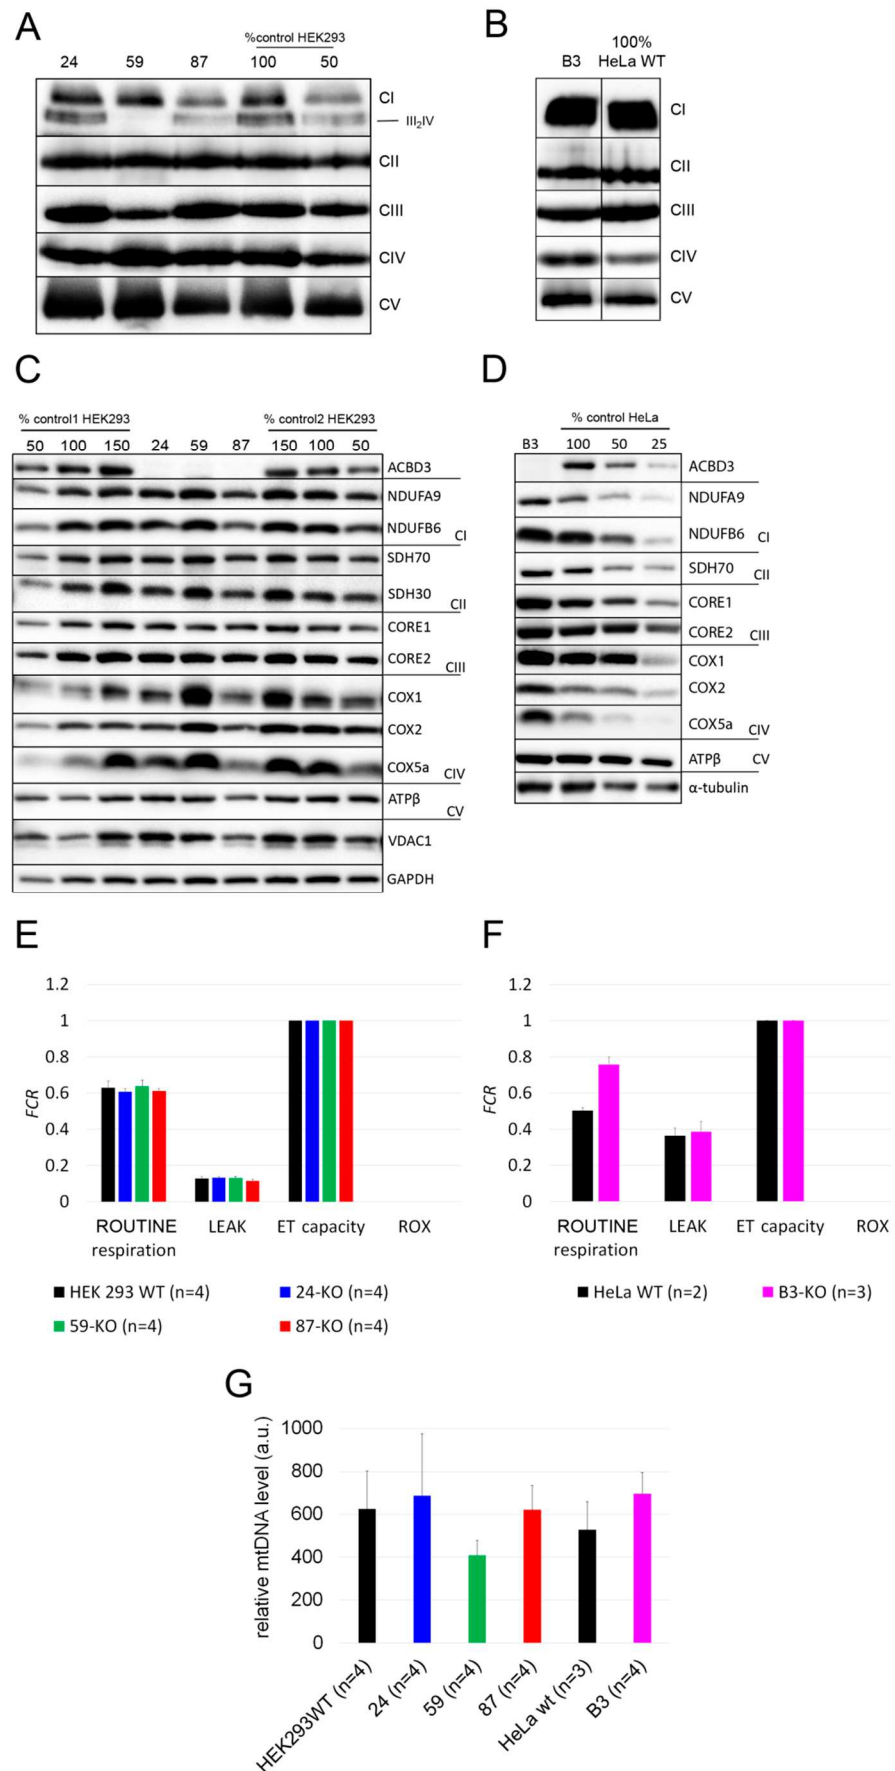 A
%control HEK293
24 59 87 100 50
CI
III₂IV
CII
CIII
CIV
CV
B
100%
B3 HeLa WT
CI
CII
CIII
CIV
CV
C
% control1 HEK293 % control2 HEK293
50 100 150 24 59 87 150 100 50
ACBD3
NDUFA9
NDUFB6 CI
SDH70
SDH30 CII
CORE1
CORE2 CIII
COX1
COX2
COX5a CIV
ATPβ CV
VDAC1
GAPDH
D
% control HeLa
B3 100 50 25
ACBD3
NDUFA9
NDUFB6 CI
SDH70 CII
CORE1
CORE2 CIII
COX1
COX2
COX5a CIV
ATPβ CV
α-tubulin
E
1.2
1
0.8
0.6
0.4
0.2
0
FCR
ROUTINE respiration LEAK ET capacity ROX
HEK 293 WT (n=4) 24-KO (n=4)
59-KO (n=4) 87-KO (n=4)
F
1.2
1
0.8
0.6
0.4
0.2
0
FCR
ROUTINE respiration LEAK ET capacity ROX
HeLa WT (n=2) B3-KO (n=3)
G
relative mtDNA level (a.u.)
1000
800
600
400
200
0
HEK293WT (n=4)
24 (n=4)
59 (n=4)
87 (n=4)
HeLa wt (n=3)
B3 (n=4)